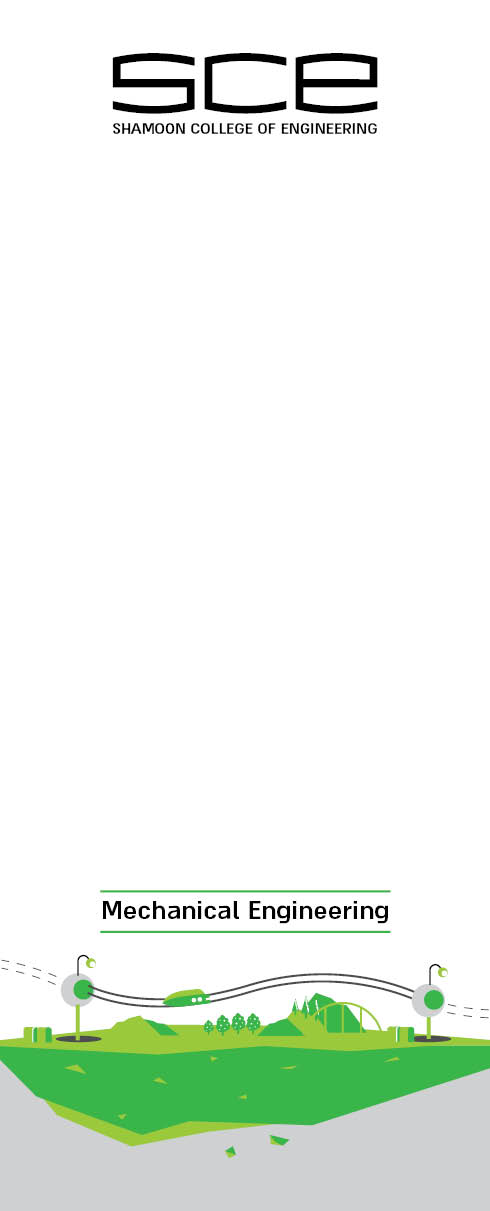 sce
SHAMOON COLLEGE OF ENGINEERING
Mechanical Engineering